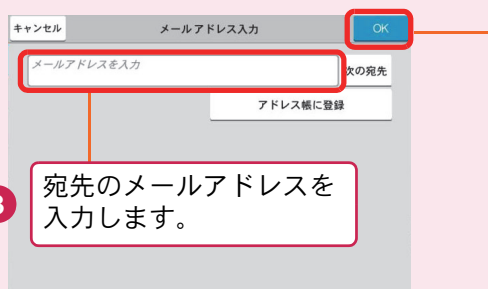 キャンセル
メールアドレス入力
OK
メールアドレスを入力
次の宛先
アドレス帳に登録
宛先のメールアドレスを
入力します。